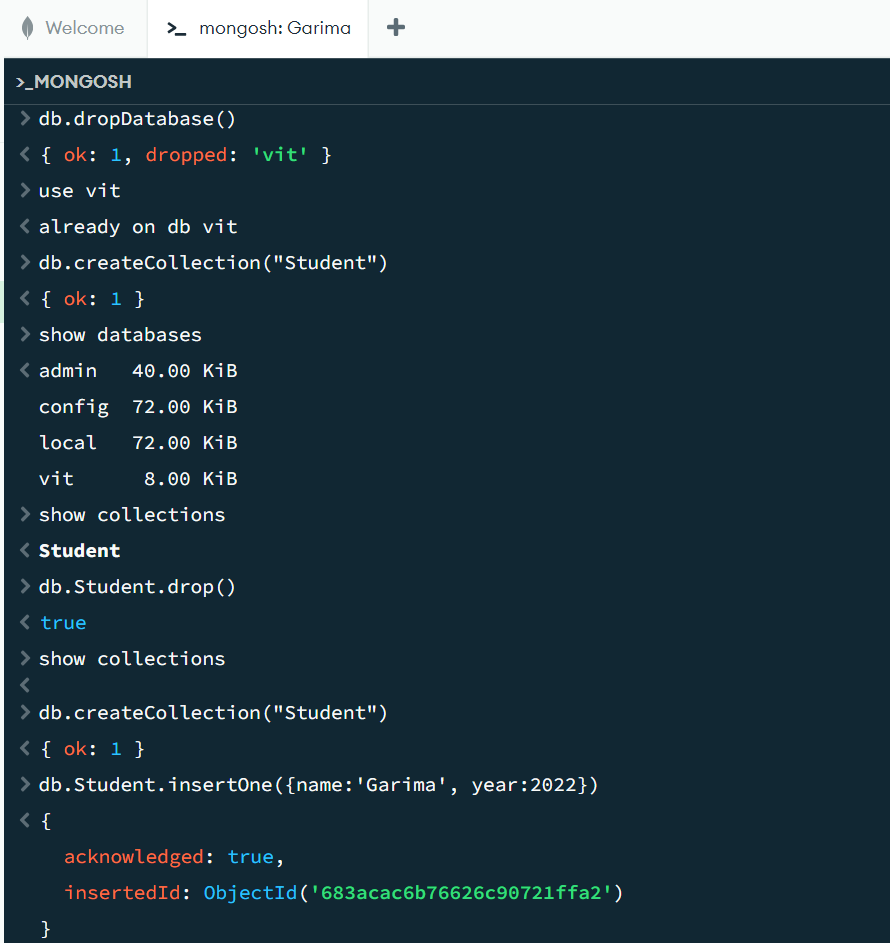 Welcome
>_ mongosh: Garima +
>_MONGOSH
> db.dropDatabase()
< { ok: 1, dropped: 'vit' }
> use vit
< already on db vit
> db.createCollection("Student")
< { ok: 1 }
> show databases
< admin   40.00 KiB
config  72.00 KiB
local   72.00 KiB
vit      8.00 KiB
> show collections
< Student
> db.Student.drop()
< true
> show collections
<
> db.createCollection("Student")
< { ok: 1 }
> db.Student.insertOne({name:'Garima', year:2022})
< {
acknowledged: true,
insertedId: ObjectId('683acac6b76626c90721ffa2')
}